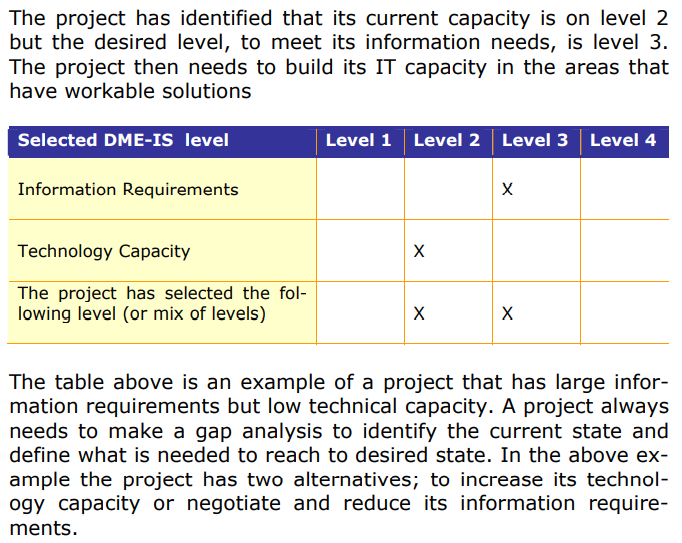 The project has identified that its current capacity is on level 2
but the desired level, to meet its information needs, is level 3.
The project then needs to build its IT capacity in the areas that
have workable solutions
Selected DME-IS level Level 1 Level 2 Level 3 Level 4
Information Requirements X
Technology Capacity X
The project has selected the fol-
lowing level (or mix of levels) X X
The table above is an example of a project that has large infor-
mation requirements but low technical capacity. A project always
needs to make a gap analysis to identify the current state and
define what is needed to reach to desired state. In the above ex-
ample the project has two alternatives; to increase its technol-
ogy capacity or negotiate and reduce its information require-
ments.